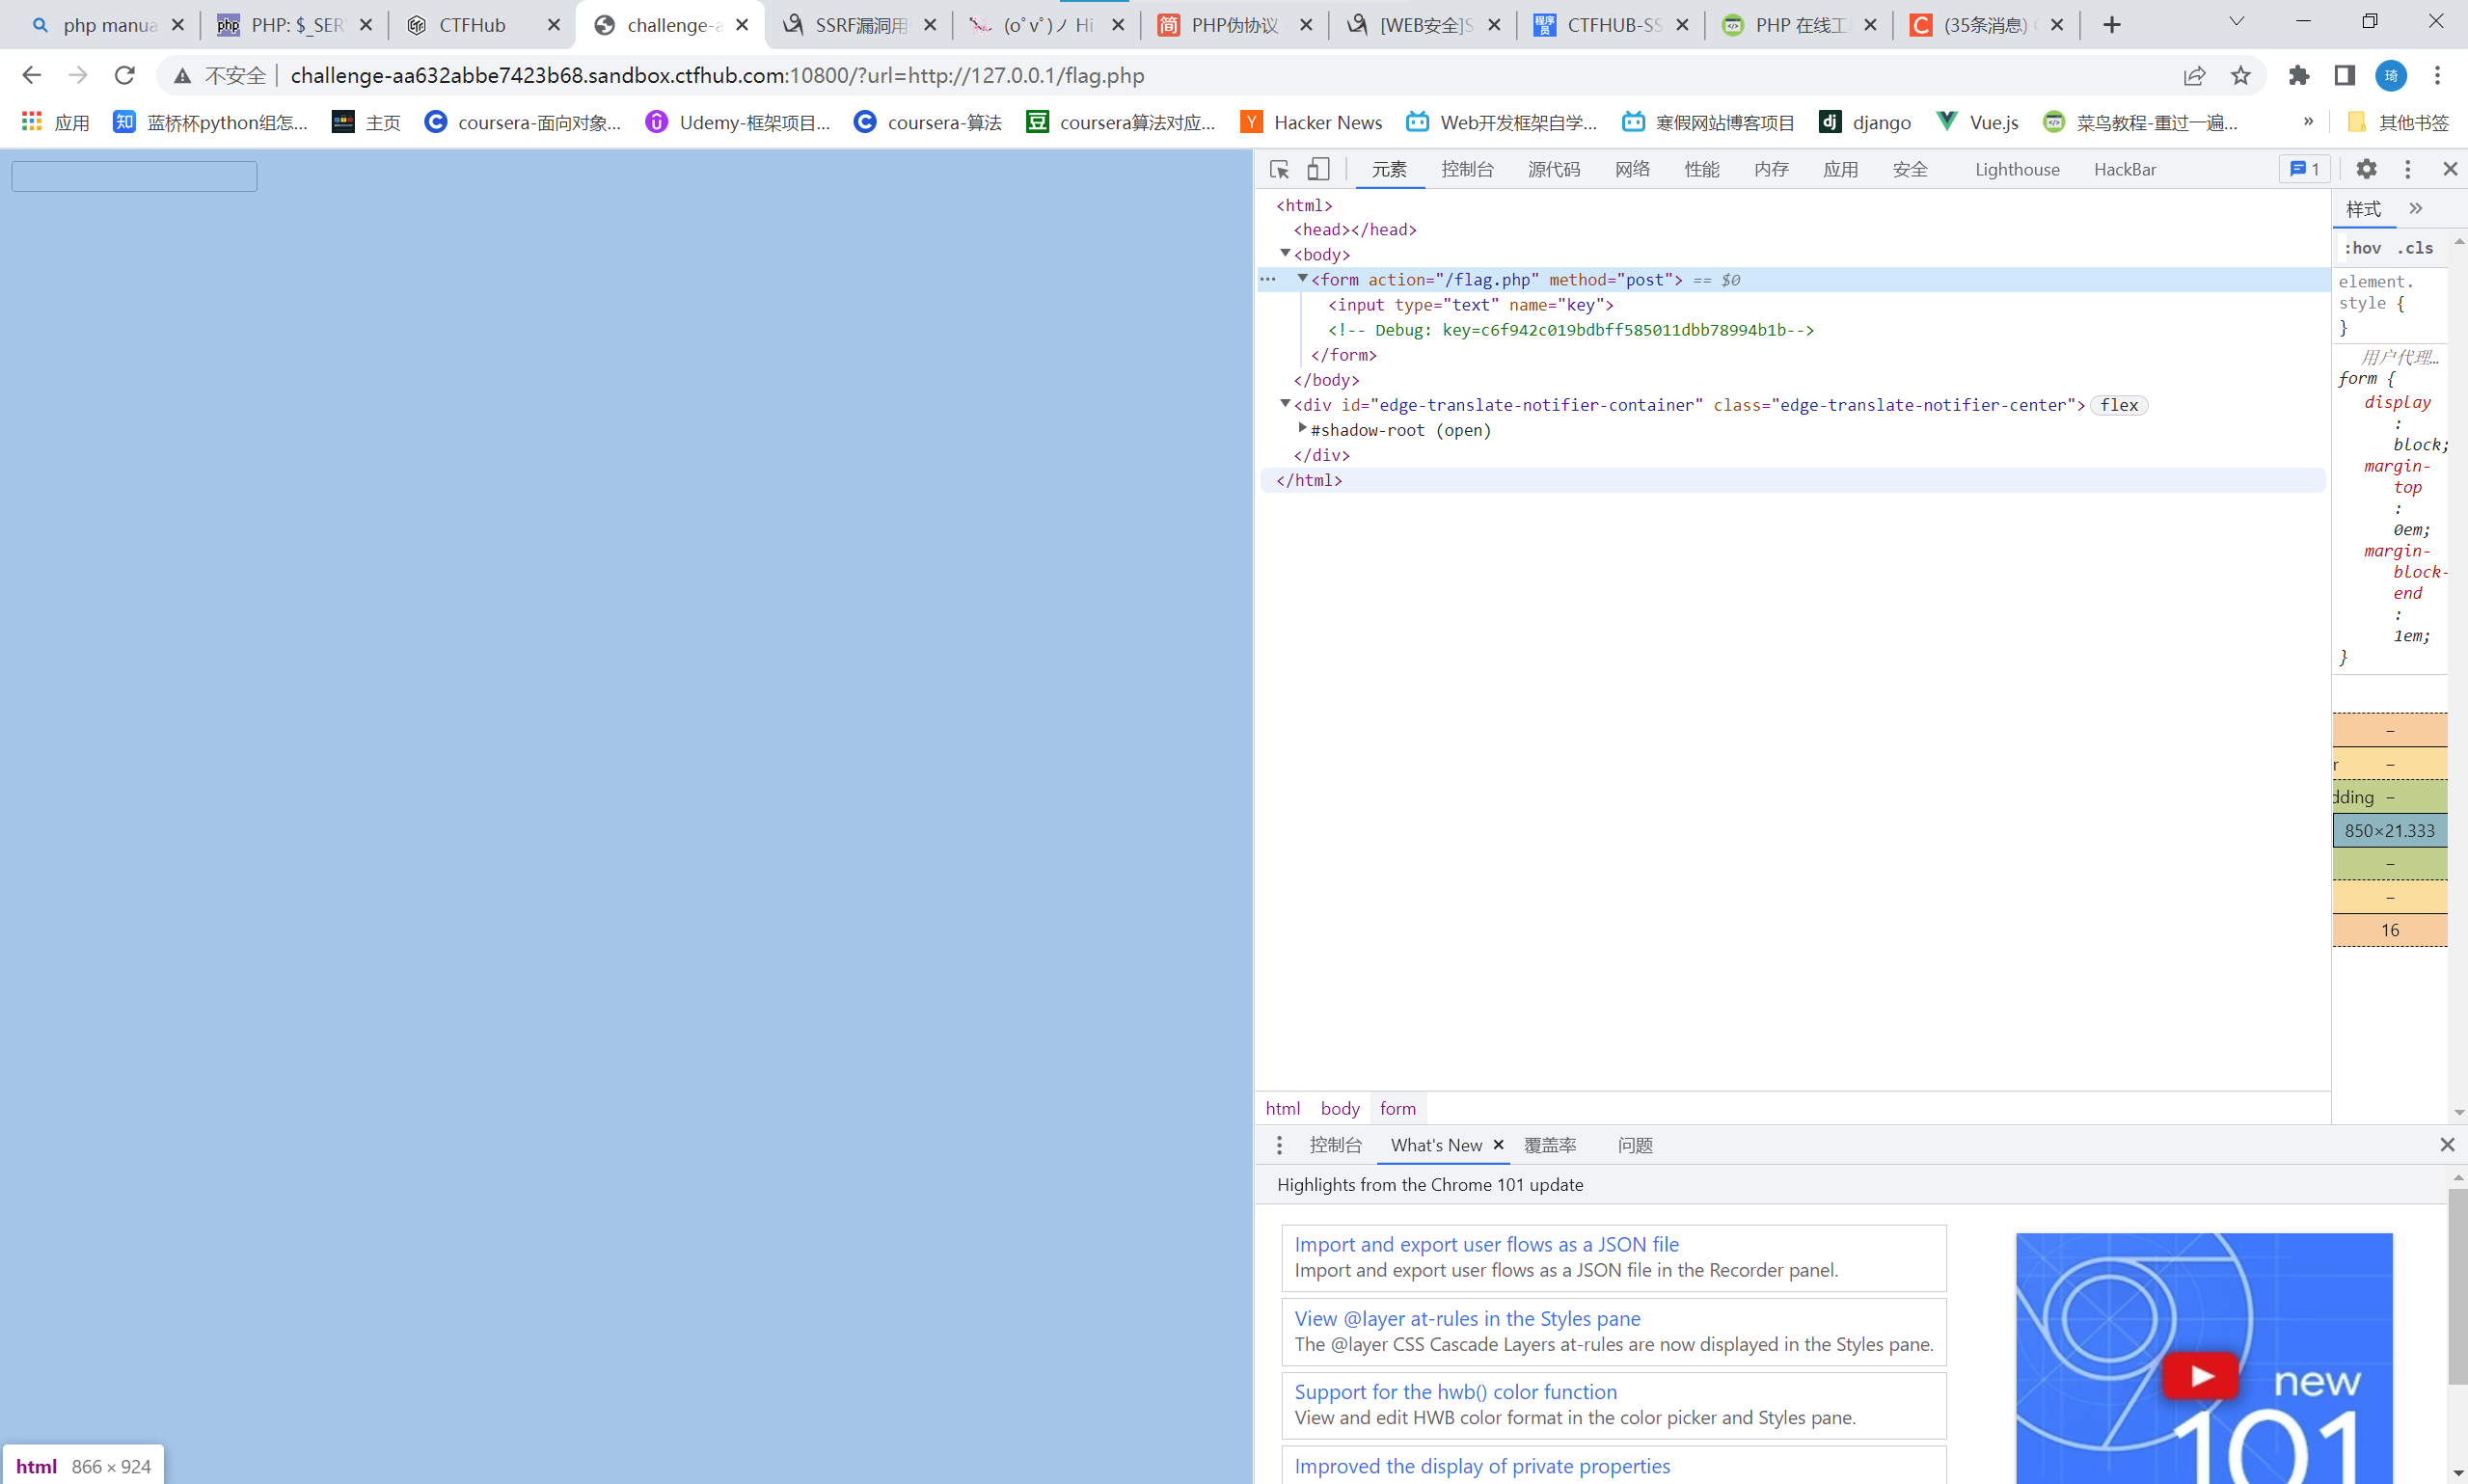 php manua
PHP: $_SER
CTFHub
challenge-a
SSRF漏洞用
(oﾟvﾟ)ノ Hi
PHP伪协议
[WEB安全]S
CTFHUB-SS
PHP 在线工
(35条消息)
不安全 challenge-aa632abbe7423b68.sandbox.ctfhub.com:10800/?url=http://127.0.0.1/flag.php
琦
应用 蓝桥杯python组怎... 主页 coursera-面向对象... Udemy-框架项目... coursera-算法 coursera算法对应... Hacker News Web开发框架自学... 寒假网站博客项目 django Vue.js 菜鸟教程-重过一遍... » 其他书签
元素 控制台 源代码 网络 性能 内存 应用 安全 Lighthouse HackBar 1
<html>
<head></head>
<body>
<form action="/flag.php" method="post"> == $0
<input type="text" name="key">
<!-- Debug: key=c6f942c019bdbff585011dbb78994b1b-->
</form>
</body>
<div id="edge-translate-notifier-container" class="edge-translate-notifier-center"> flex
#shadow-root (open)
</div>
</html>
样式 »
:hov .cls
element.
style {
}
用户代理…
form {
display
:
block;
margin-
top
:
0em;
margin-
block-
end
:
1em;
}
–
r –
dding –
850×21.333
–
–
16
html body form
控制台 What's New 覆盖率 问题
Highlights from the Chrome 101 update
Import and export user flows as a JSON file
Import and export user flows as a JSON file in the Recorder panel.
View @layer at-rules in the Styles pane
The @layer CSS Cascade Layers at-rules are now displayed in the Styles pane.
Support for the hwb() color function
View and edit HWB color format in the color picker and Styles pane.
Improved the display of private properties
new
101
html 866 × 924